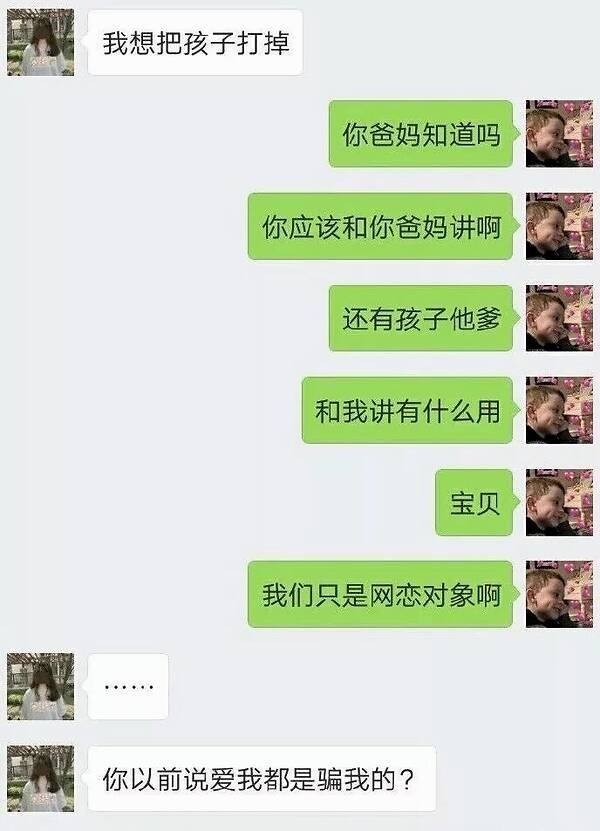 我想把孩子打掉
你爸妈知道吗
你应该和你爸妈讲啊
还有孩子他爹
和我讲有什么用
宝贝
我们只是网恋对象啊
……
你以前说爱我都是骗我的？